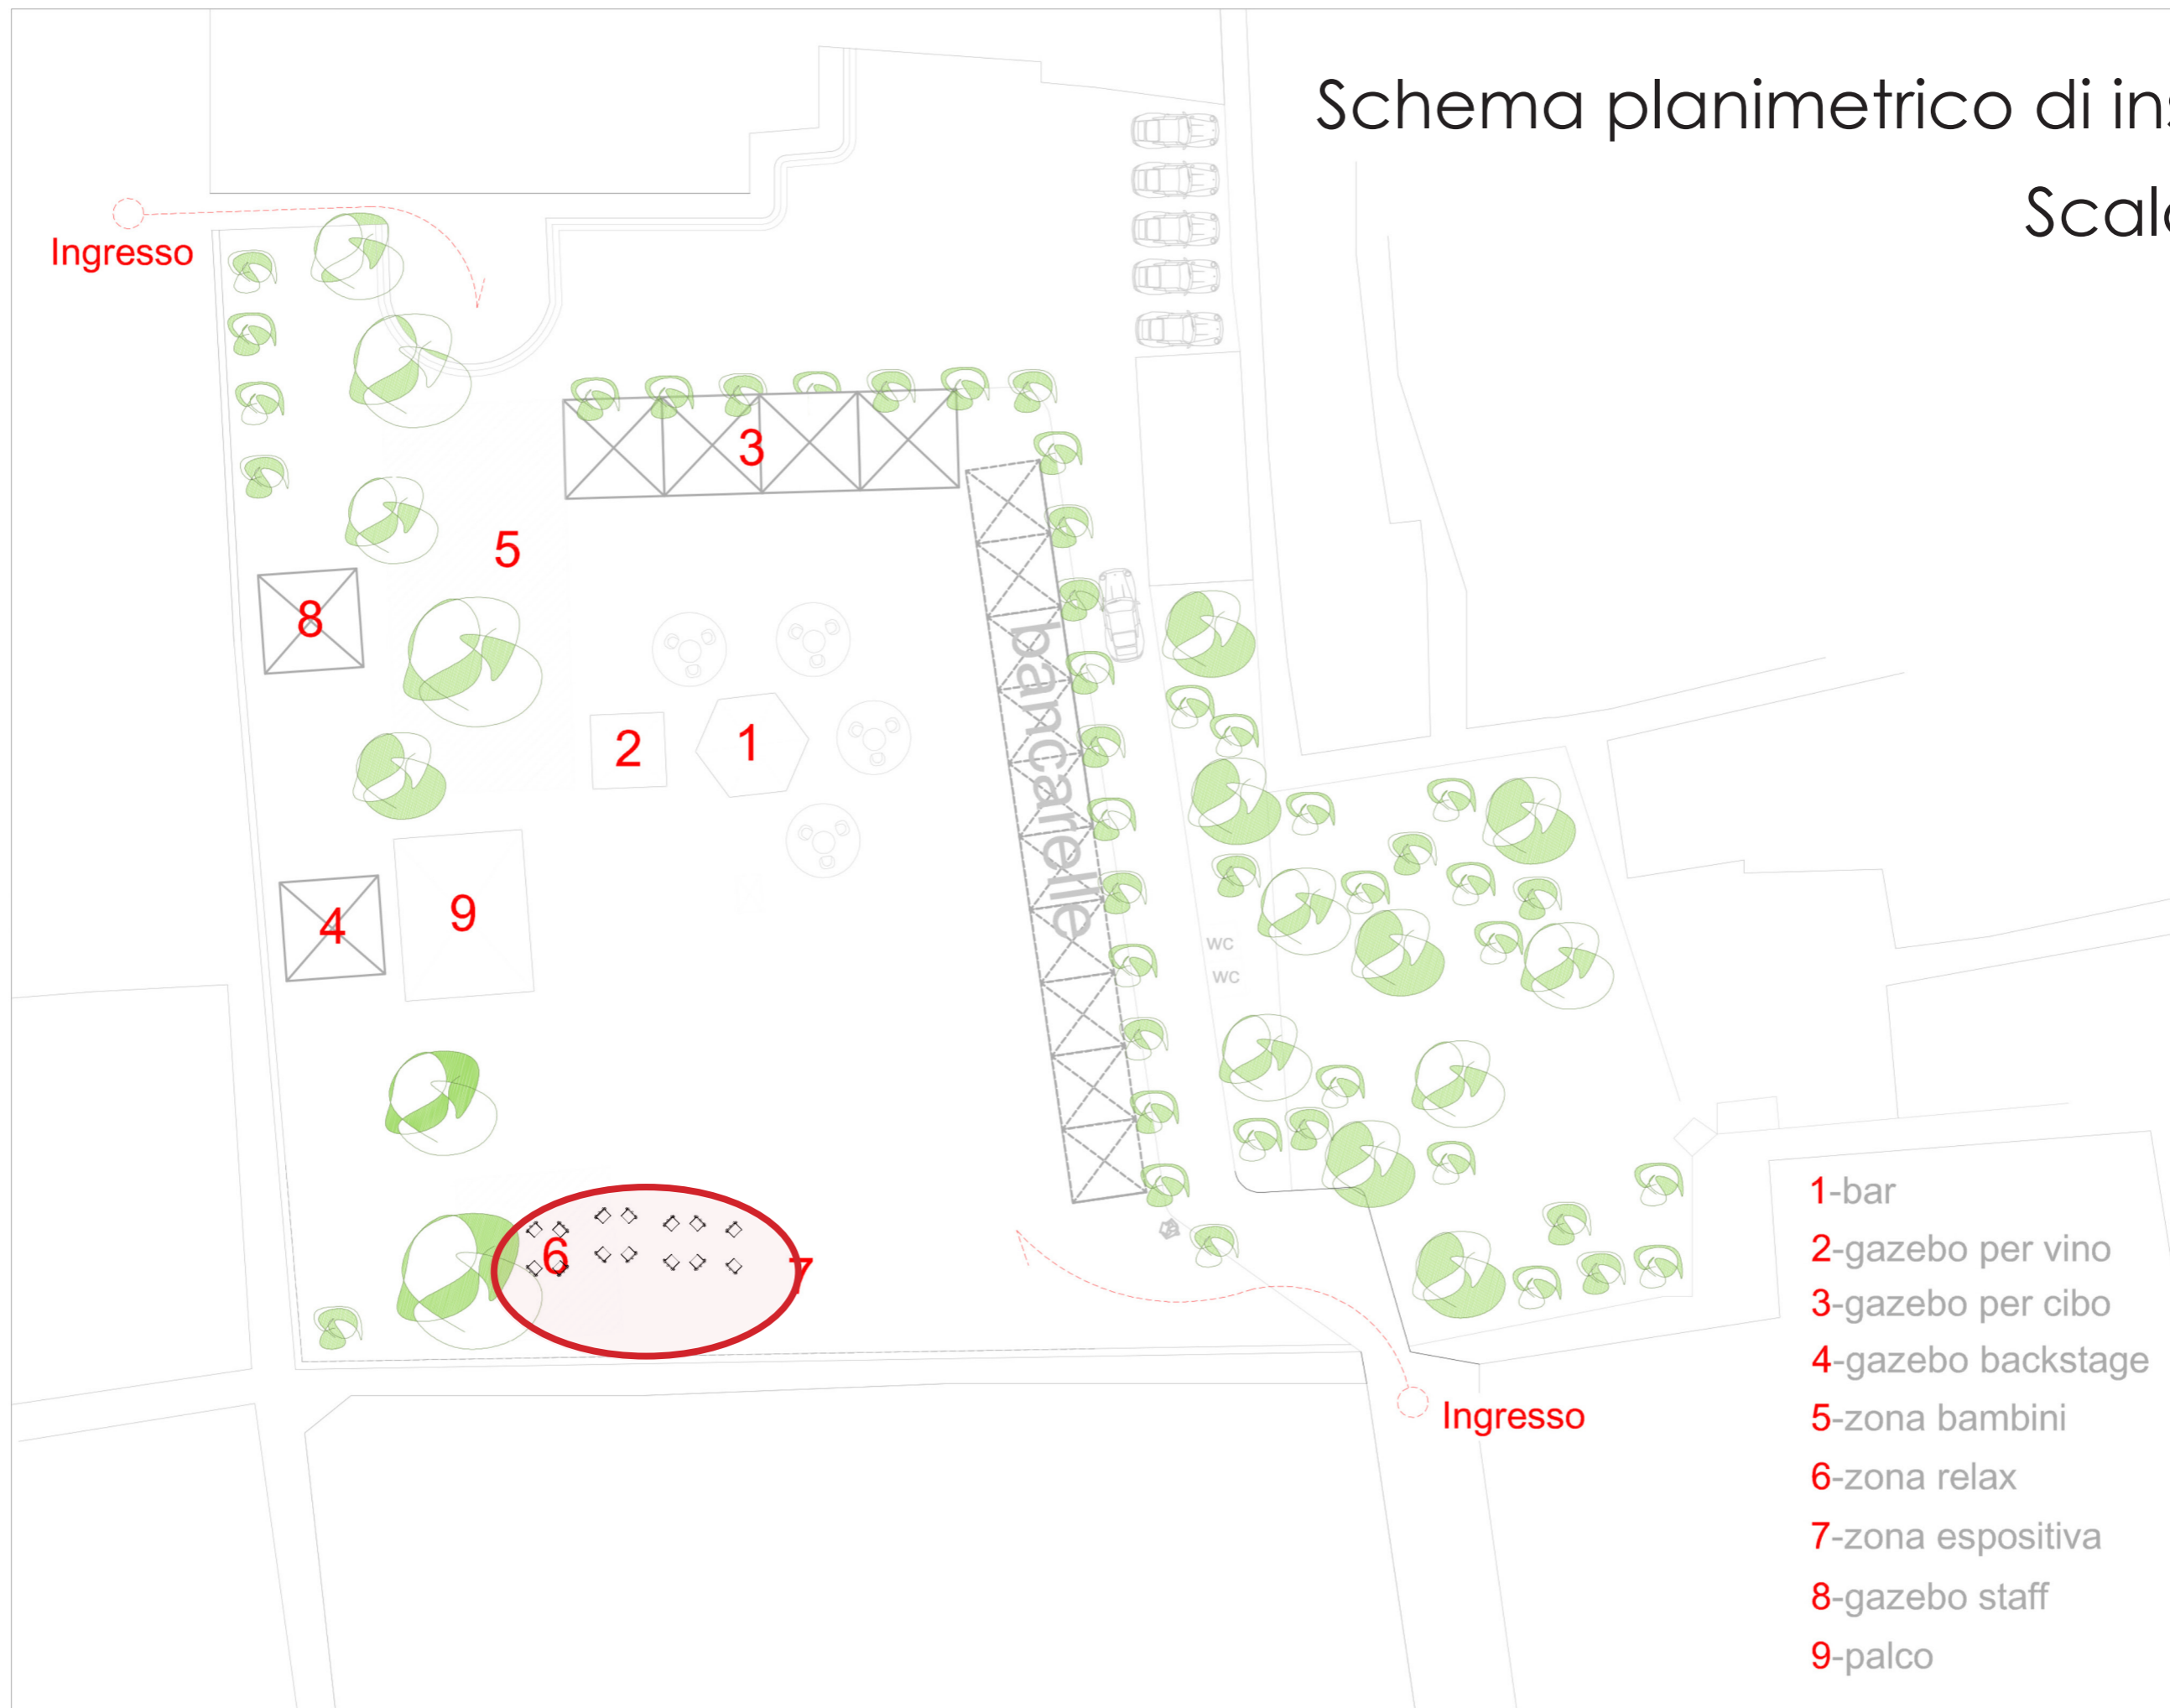 Schema planimetrico di
Ingresso
3
5
8
bancarelle
2
1
4
9
WC
WC
6
7
Ingresso
1-bar
2-gazebo per vino
3-gazebo per cibo
4-gazebo backstage
5-zona bambini
6-zona relax
7-zona espositiva
8-gazebo staff
9-palco